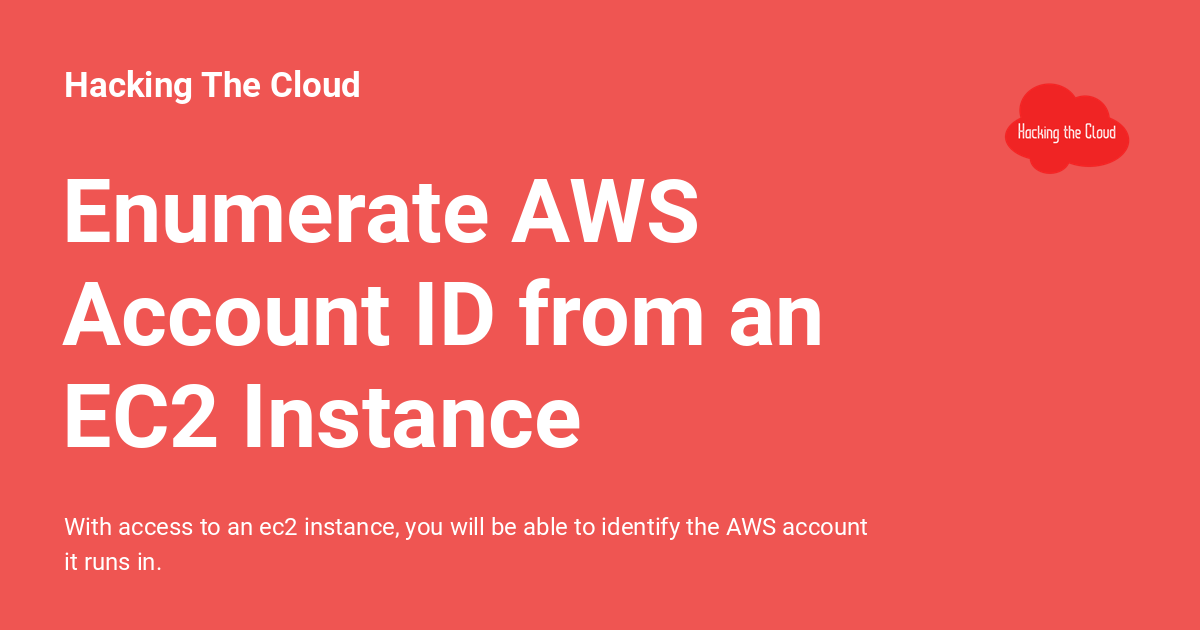 Hacking The Cloud
Hacking the Cloud
Enumerate AWS
Account ID from an
EC2 Instance
With access to an ec2 instance, you will be able to identify the AWS account
it runs in.